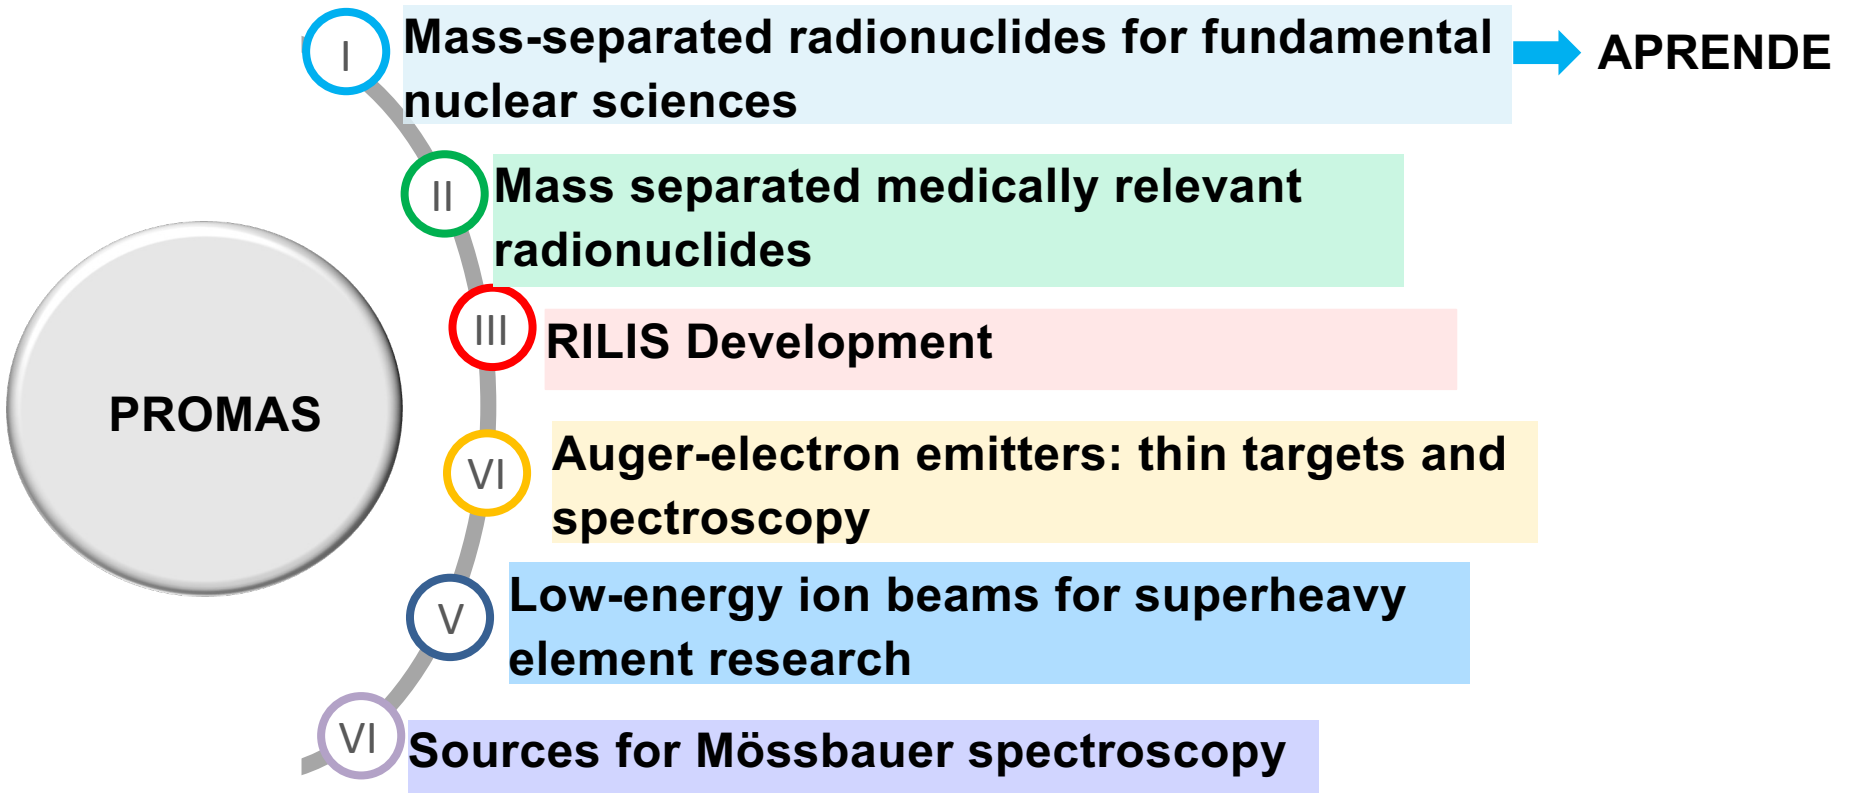 I
Mass-separated radionuclides for fundamental
nuclear sciences
APRENDE
II
Mass separated medically relevant
radionuclides
III
RILIS Development
PROMAS
VI
Auger-electron emitters: thin targets and
spectroscopy
V
Low-energy ion beams for superheavy
element research
VI
Sources for Mössbauer spectroscopy